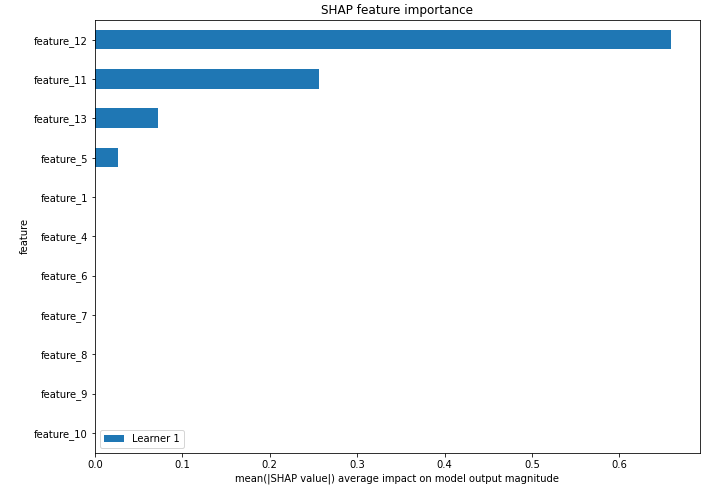 SHAP feature importance
feature_12
feature_11
feature_13
feature_5
feature_1
feature_4
feature_6
feature_7
feature_8
feature_9
feature_10
feature
Learner 1
0.0 0.1 0.2 0.3 0.4 0.5 0.6
mean(|SHAP value|) average impact on model output magnitude